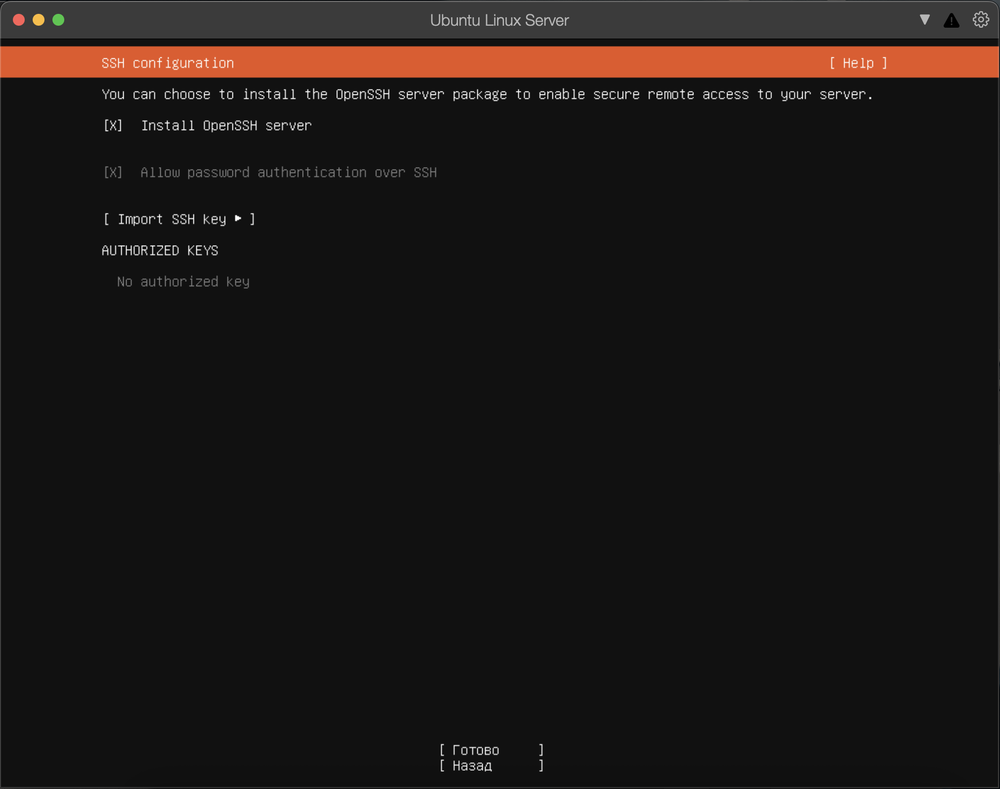 Ubuntu Linux Server
SSH configuration [ Help ]
You can choose to install the OpenSSH server package to enable secure remote access to your server.
[X] Install OpenSSH server
[X] Allow password authentication over SSH
[ Import SSH key ► ]
AUTHORIZED KEYS
No authorized key
[ Готово ]
[ Назад ]